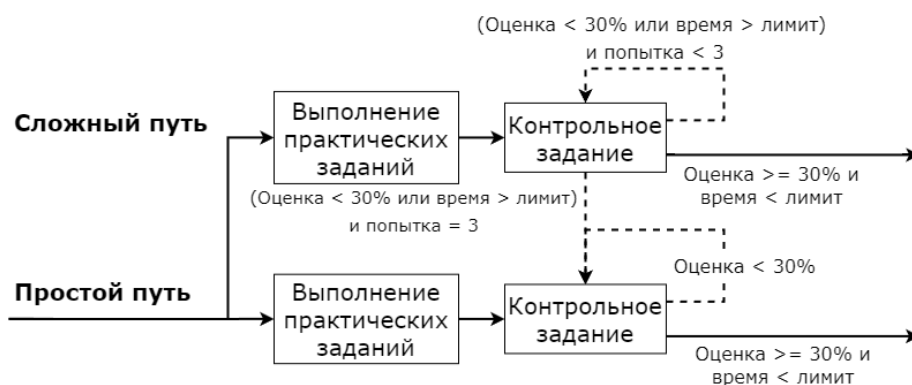 (Оценка < 30% или время > лимит)
и попытка < 3
Сложный путь
Выполнение
практических
заданий
Контрольное
задание
Оценка >= 30% и
время < лимит
(Оценка < 30% или время > лимит)
и попытка = 3
Оценка < 30%
Простой путь
Выполнение
практических
заданий
Контрольное
задание
Оценка >= 30% и
время < лимит